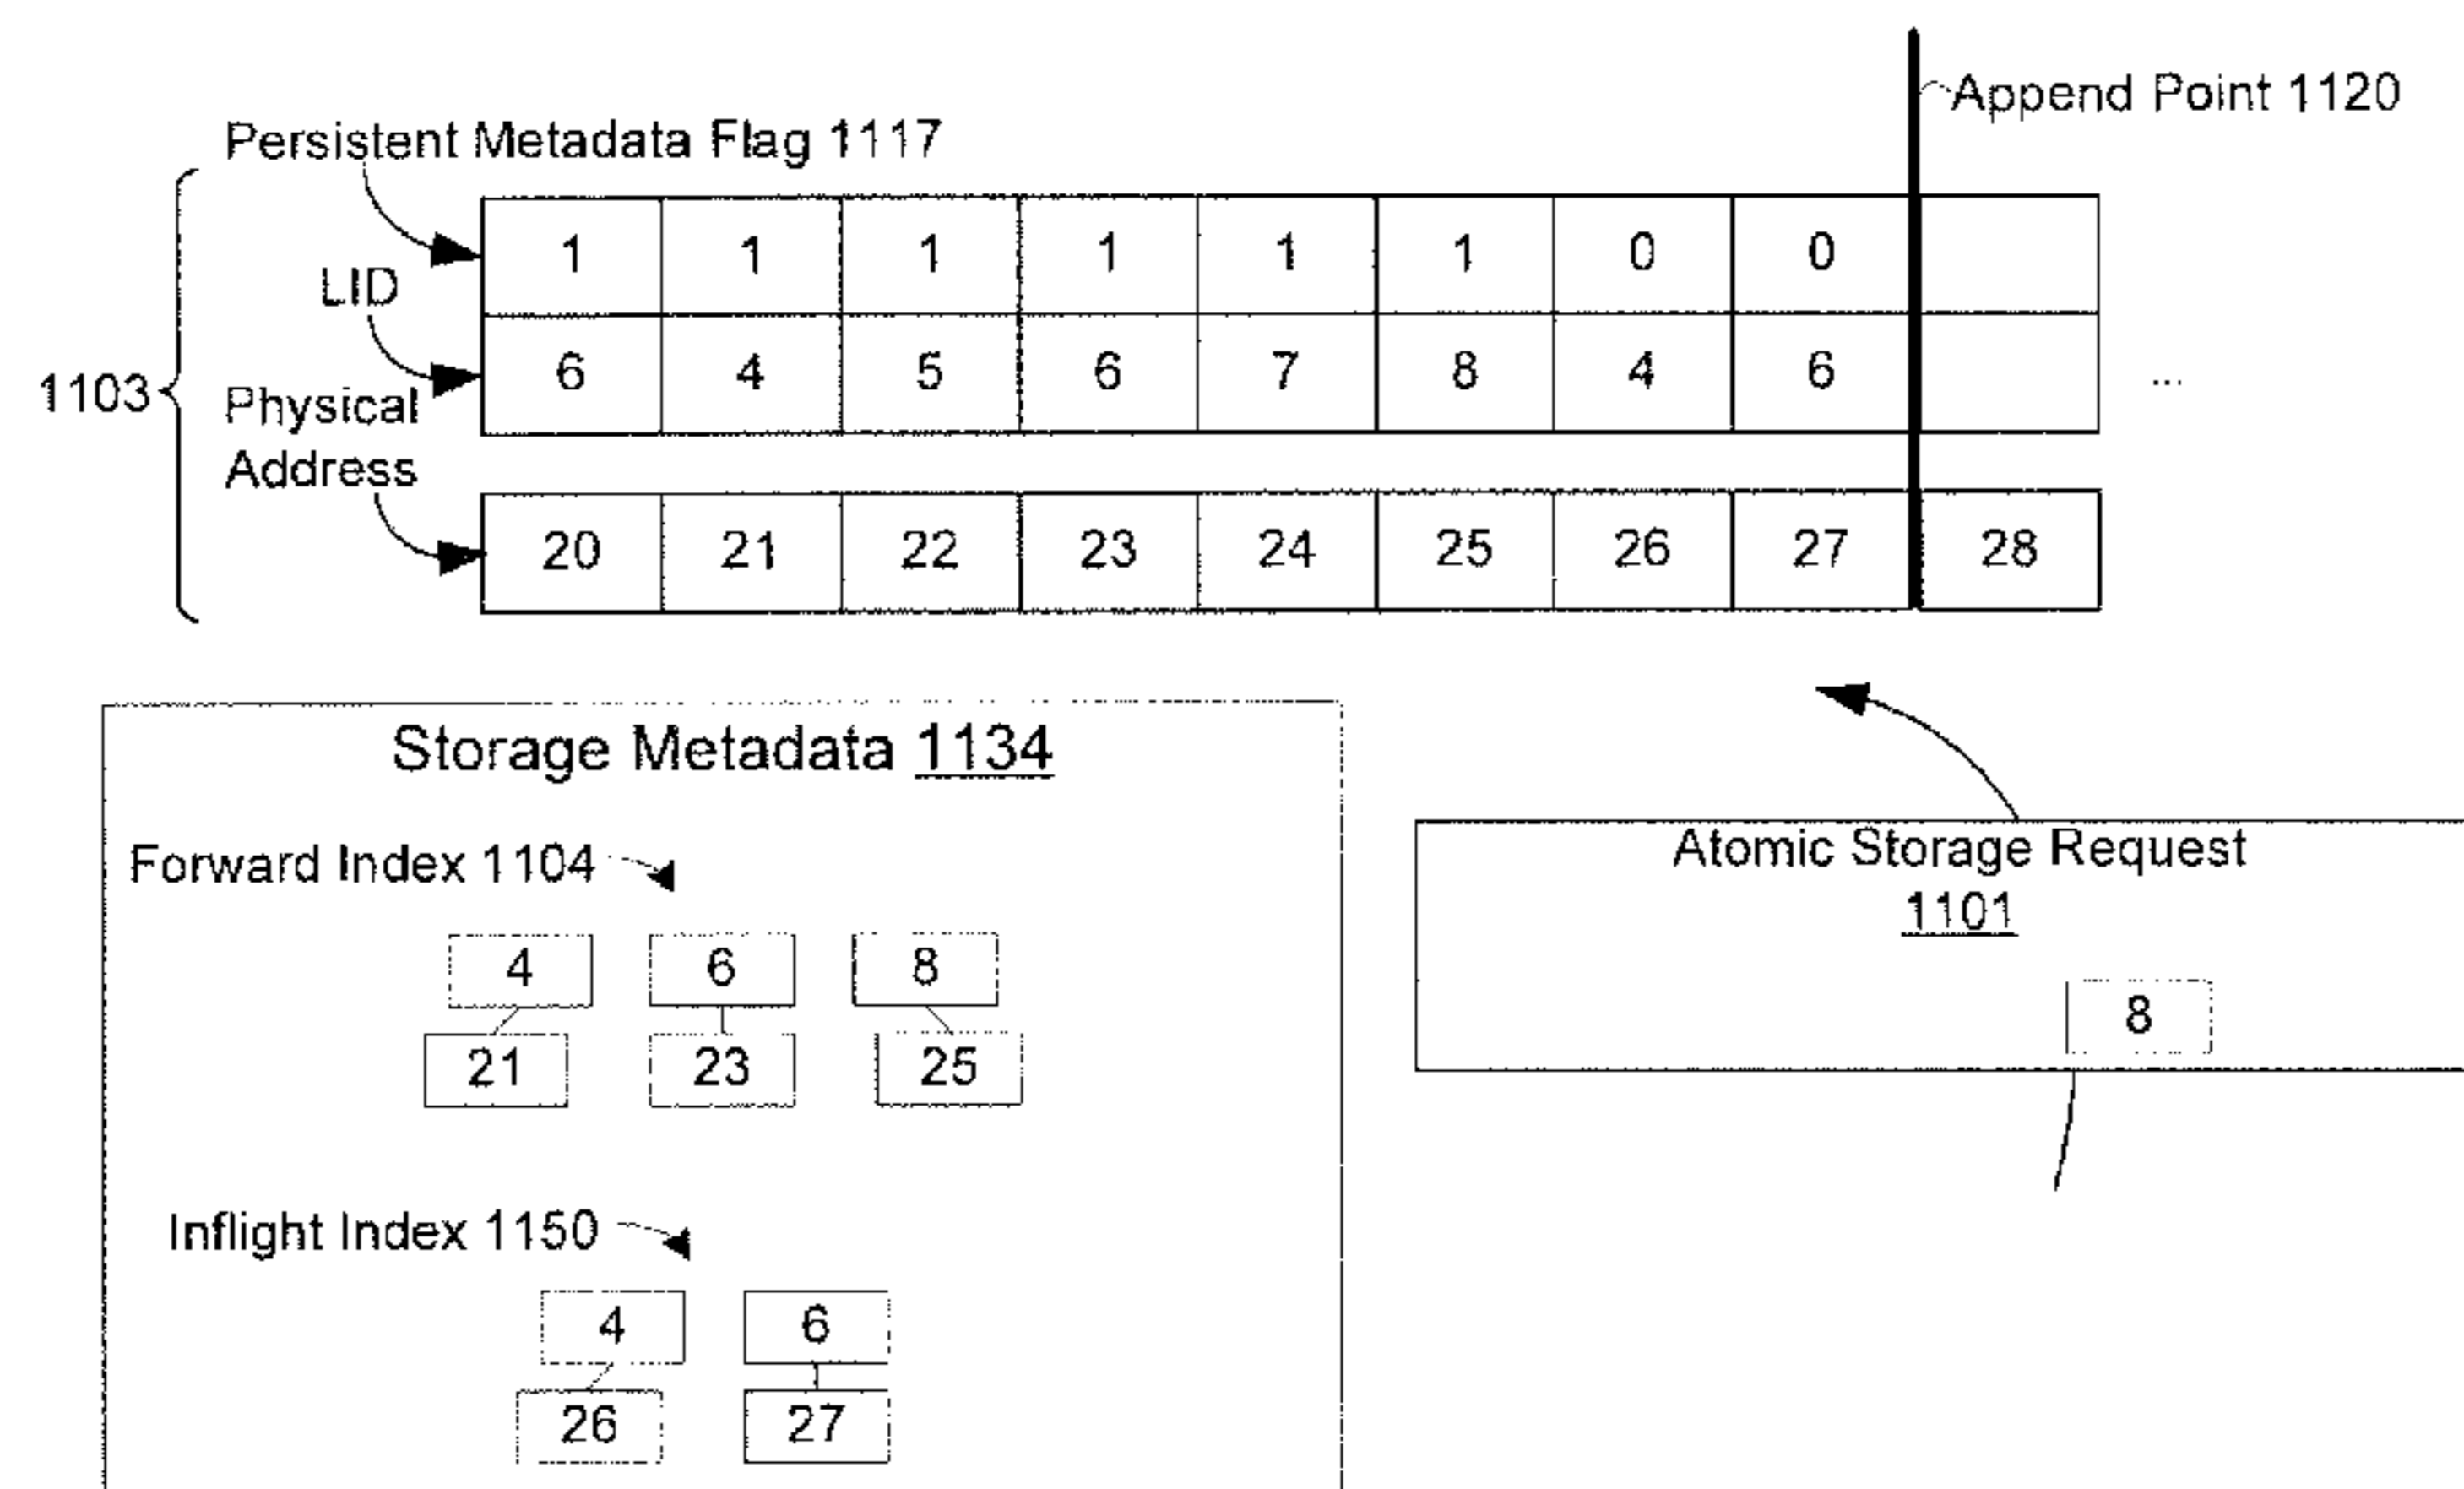 Append Point 1120
Persistent Metadata Flag 1117
1 1 1 1 1 1 0 0
LID
6 4 5 6 7 8 4 6
...
1103
Physical
Address
20 21 22 23 24 25 26 27 28
Storage Metadata 1134
Forward Index 1104
4 6 8
21 23 25
Inflight Index 1150
4 6
26 27
Atomic Storage Request
1101
8